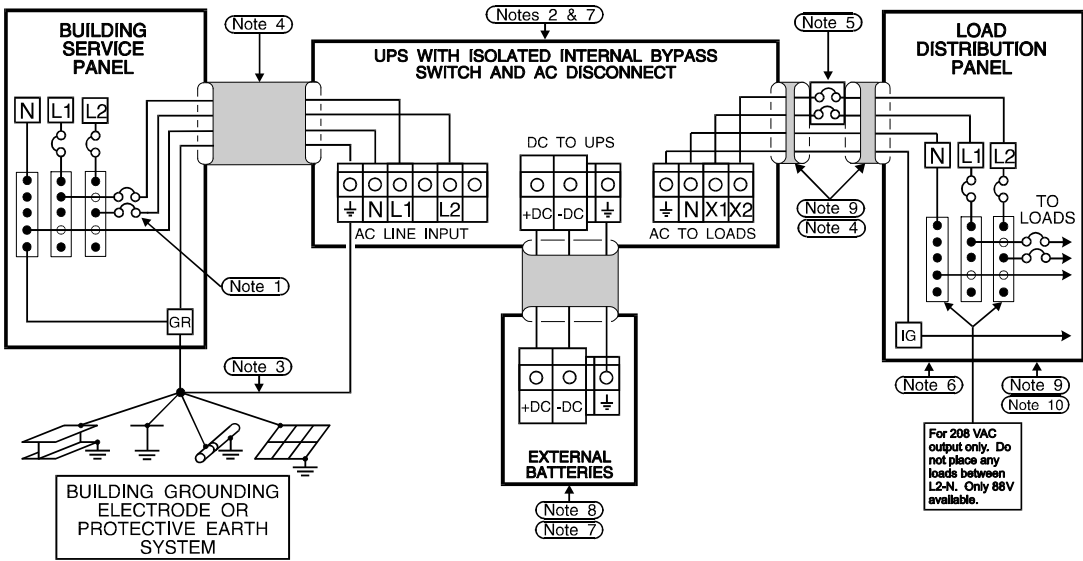 BUILDING
SERVICE
PANEL
N L1 L2
GR
Note 4
Note 1
Note 3
Notes 2 & 7
UPS WITH ISOLATED INTERNAL BYPASS
SWITCH AND AC DISCONNECT
N L1 L2
AC LINE INPUT
DC TO UPS
+DC -DC
N X1 X2
AC TO LOADS
+DC -DC
EXTERNAL
BATTERIES
Note 8
Note 7
Note 5
Note 9
Note 4
LOAD
DISTRIBUTION
PANEL
N L1 L2
TO
LOADS
IG
Note 6
Note 9
Note 10
For 208 VAC
output only. Do
not place any
loads between
L2-N. Only 88V
available.
BUILDING GROUNDING
ELECTRODE OR
PROTECTIVE EARTH
SYSTEM